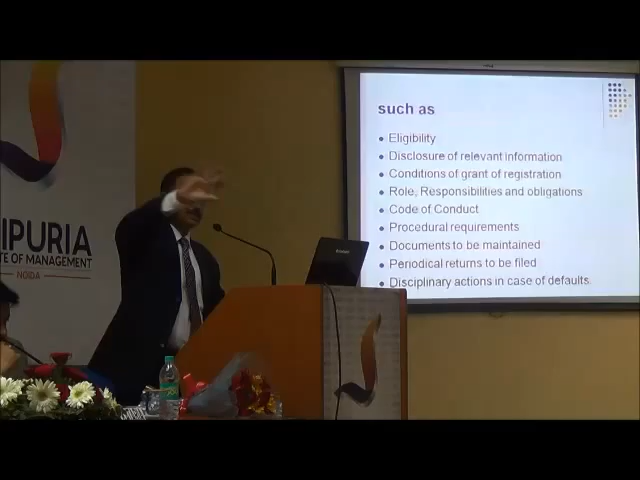 such as
Eligibility
Disclosure of relevant information
Conditions of grant of registration
Role, Responsibilities and obligations
Code of Conduct
Procedural requirements
Documents to be maintained
Periodical returns to be filed
Disciplinary actions in case of defaults
IPURIA
TE OF MANAGEMENT
NOIDA